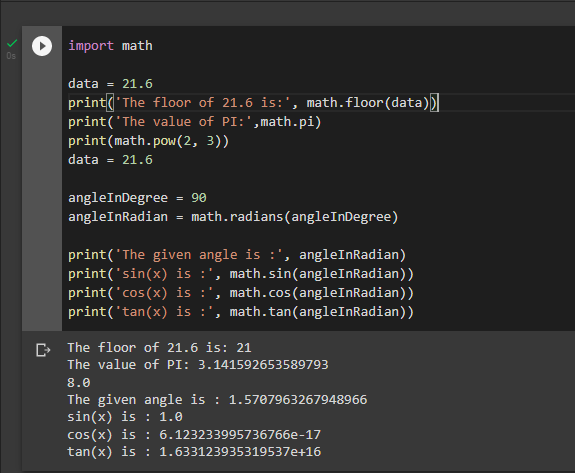 import math
data = 21.6
print('The floor of 21.6 is:', math.floor(data))
print('The value of PI:',math.pi)
print(math.pow(2, 3))
data = 21.6
angleInDegree = 90
angleInRadian = math.radians(angleInDegree)
print('The given angle is :', angleInRadian)
print('sin(x) is :', math.sin(angleInRadian))
print('cos(x) is :', math.cos(angleInRadian))
print('tan(x) is :', math.tan(angleInRadian))
0s
The floor of 21.6 is: 21
The value of PI: 3.141592653589793
8.0
The given angle is : 1.5707963267948966
sin(x) is : 1.0
cos(x) is : 6.123233995736766e-17
tan(x) is : 1.633123935319537e+16